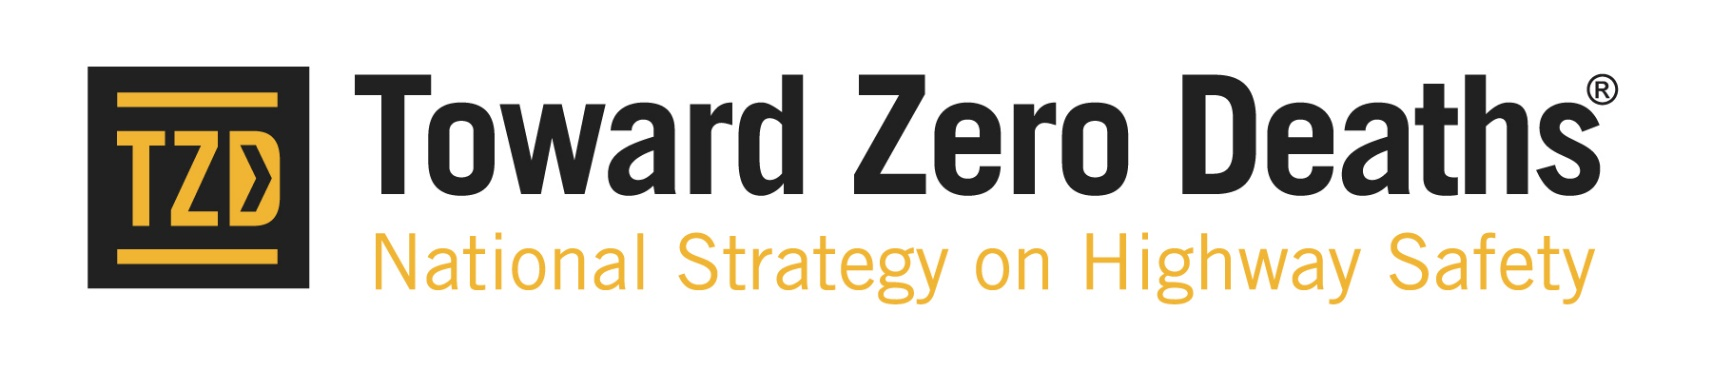 TZD
Toward Zero Deaths®
National Strategy on Highway Safety